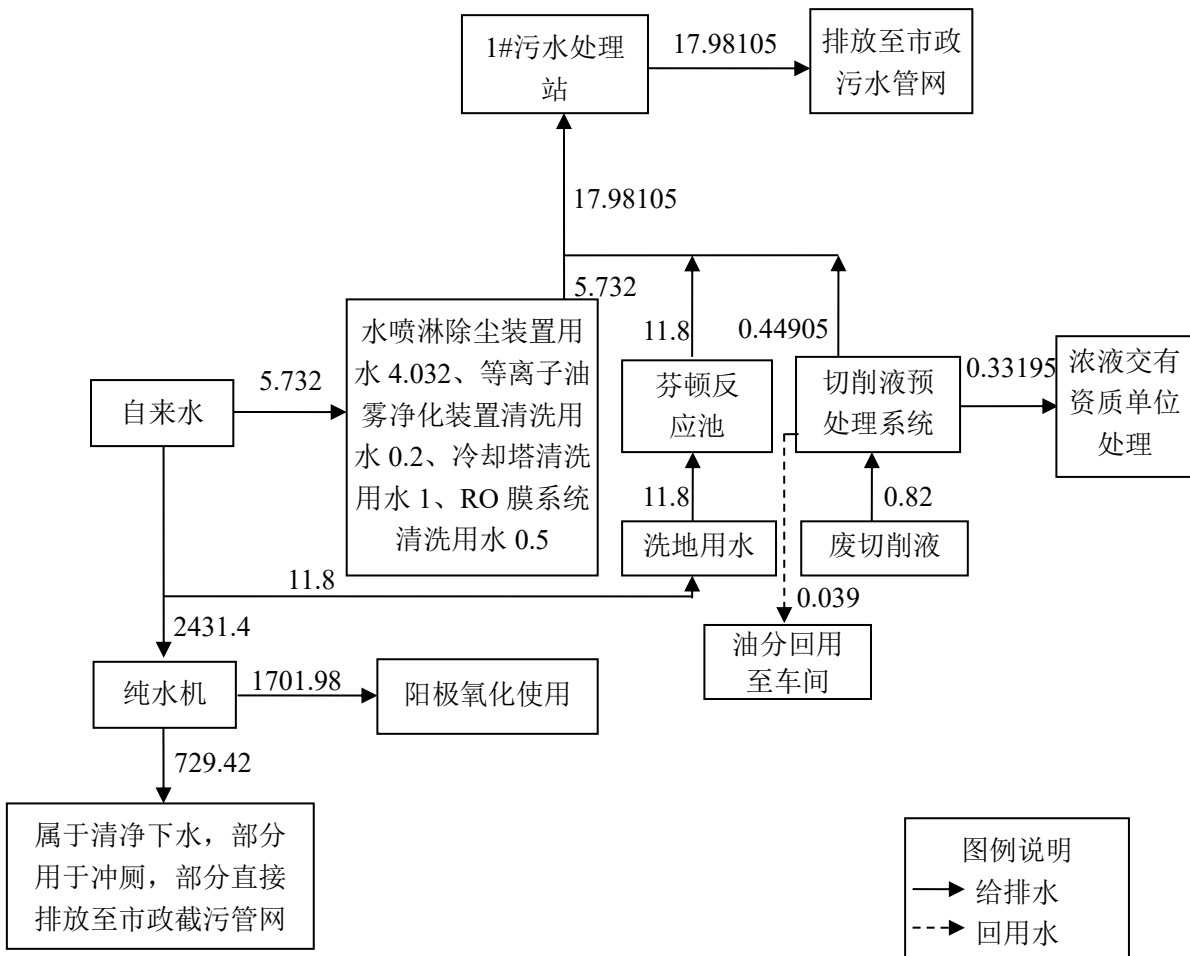 1#污水处理
站
17.98105
排放至市政
污水管网
17.98105
5.732
水喷淋除尘装置用
水 4.032、等离子油
雾净化装置清洗用
水 0.2、冷却塔清洗
用水 1、RO 膜系统
清洗用水 0.5
11.8
0.44905
自来水
5.732
芬顿反
应池
切削液预
处理系统
0.33195
浓液交有
资质单位
处理
11.8
0.82
洗地用水
废切削液
11.8
0.039
2431.4
油分回用
至车间
纯水机
1701.98
阳极氧化使用
729.42
属于清净下水，部分
用于冲厕，部分直接
排放至市政截污管网
图例说明
给排水
回用水